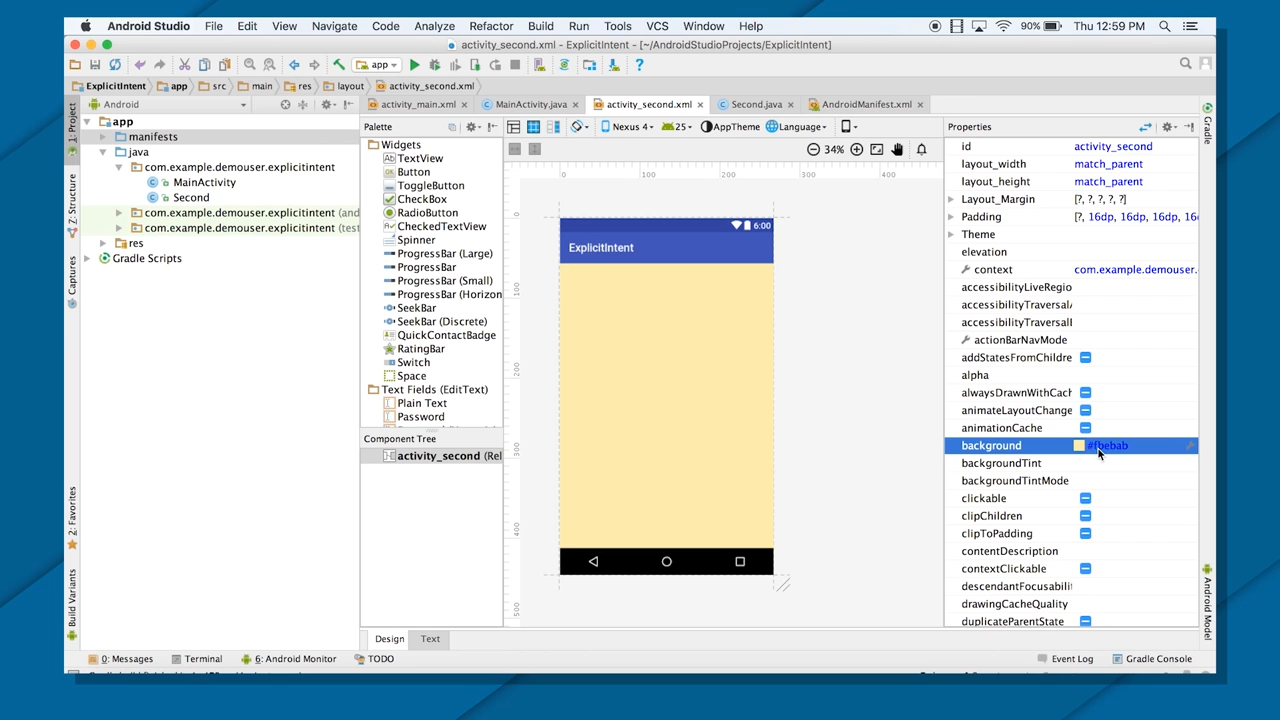 Android Studio File Edit View Navigate Code Analyze Refactor Build Run Tools VCS Window Help 90% Thu 12:59 PM
activity_second.xml - ExplicitIntent - [~/AndroidStudioProjects/ExplicitIntent]
app
ExplicitIntent app src main res layout activity_second.xml
1: Project
Z: Structure
Captures
2: Favorites
Build Variants
Android
app
manifests
java
com.example.demouser.explicitintent
MainActivity
Second
com.example.demouser.explicitintent (and
com.example.demouser.explicitintent (test
res
Gradle Scripts
activity_main.xml MainActivity.java activity_second.xml Second.java AndroidManifest.xml
Palette
Widgets
TextView
Button
ToggleButton
CheckBox
RadioButton
CheckedTextView
Spinner
ProgressBar (Large)
ProgressBar
ProgressBar (Small)
ProgressBar (Horizon
SeekBar
SeekBar (Discrete)
QuickContactBadge
RatingBar
Switch
Space
Text Fields (EditText)
Plain Text
Password
Component Tree
activity_second (Rel
Nexus 4 25 AppTheme Language
34%
0 100 200 300 400
0
100
200
300
400
500
6:00
ExplicitIntent
Design Text
Properties
id activity_second
layout_width match_parent
layout_height match_parent
Layout_Margin [?, ?, ?, ?, ?]
Padding [?, 16dp, 16dp, 16
Theme
elevation
context com.example.demouser.
accessibilityLiveRegio
accessibilityTraversalA
accessibilityTraversall
actionBarNavMode
addStatesFromChildre
alpha
alwaysDrawnWithCach
animateLayoutChange
animationCache
background #fbebab
backgroundTint
backgroundTintMode
clickable
clipChildren
clipToPadding
contentDescription
contextClickable
descendantFocusabilit
drawingCacheQuality
duplicateParentState
Gradle
Android Model
0: Messages Terminal 6: Android Monitor TODO Event Log Gradle Console